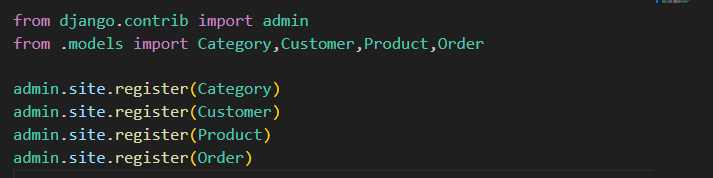 from django.contrib import admin
from .models import Category,Customer,Product,Order
admin.site.register(Category)
admin.site.register(Customer)
admin.site.register(Product)
admin.site.register(Order)